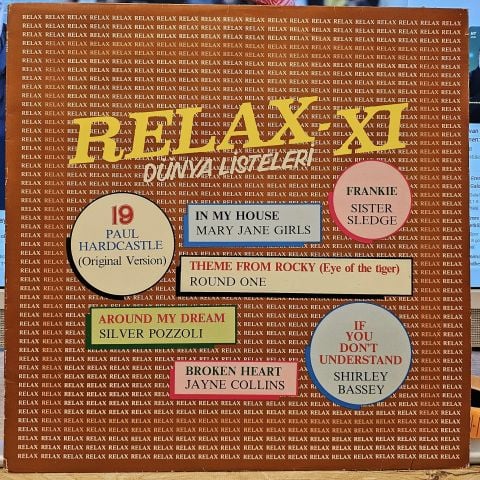 RELAX-XI
DÜNYA LİSTELERİ
FRANKIE
SISTER
SLEDGE
19
PAUL
HARDCASTLE
(Original Version)
IN MY HOUSE
MARY JANE GIRLS
THEME FROM ROCKY (Eye of the tiger)
ROUND ONE
AROUND MY DREAM
SILVER POZZOLI
IF
YOU
DON'T
UNDERSTAND
SHIRLEY
BASSEY
BROKEN HEART
JAYNE COLLINS